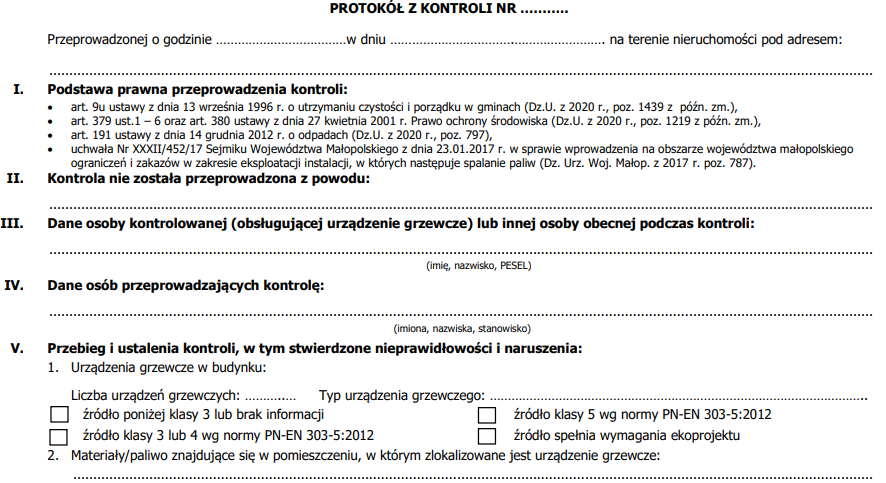 PROTOKÓŁ Z KONTROLI NR ...........
Przeprowadzonej o godzinie ...................................w dniu ......................................................... na terenie nieruchomości pod adresem:
I. Podstawa prawna przeprowadzenia kontroli:
• art. 9u ustawy z dnia 13 września 1996 r. o utrzymaniu czystości i porządku w gminach (Dz.U. z 2020 r., poz. 1439 z późn. zm.),
• art. 379 ust.1 – 6 oraz art. 380 ustawy z dnia 27 kwietnia 2001 r. Prawo ochrony środowiska (Dz.U. z 2020 r., poz. 1219 z późn. zm.),
• art. 191 ustawy z dnia 14 grudnia 2012 r. o odpadach (Dz.U. z 2020 r., poz. 797),
• uchwała Nr XXXII/452/17 Sejmiku Województwa Małopolskiego z dnia 23.01.2017 r. w sprawie wprowadzenia na obszarze województwa małopolskiego
ograniczeń i zakazów w zakresie eksploatacji instalacji, w których następuje spalanie paliw (Dz. Urz. Woj. Małop. z 2017 r. poz. 787).
II. Kontrola nie została przeprowadzona z powodu:
III. Dane osoby kontrolowanej (obsługującej urządzenie grzewcze) lub innej osoby obecnej podczas kontroli:
(imię, nazwisko, PESEL)
IV. Dane osób przeprowadzających kontrolę:
(imiona, nazwiska, stanowisko)
V. Przebieg i ustalenia kontroli, w tym stwierdzone nieprawidłowości i naruszenia:
1. Urządzenia grzewcze w budynku:
Liczba urządzeń grzewczych: ............. Typ urządzenia grzewczego: ....................................................................................................
źródło poniżej klasy 3 lub brak informacji źródło klasy 5 wg normy PN-EN 303-5:2012
źródło klasy 3 lub 4 wg normy PN-EN 303-5:2012 źródło spełnia wymagania ekoprojektu
2. Materiały/paliwo znajdujące się w pomieszczeniu, w którym zlokalizowane jest urządzenie grzewcze: